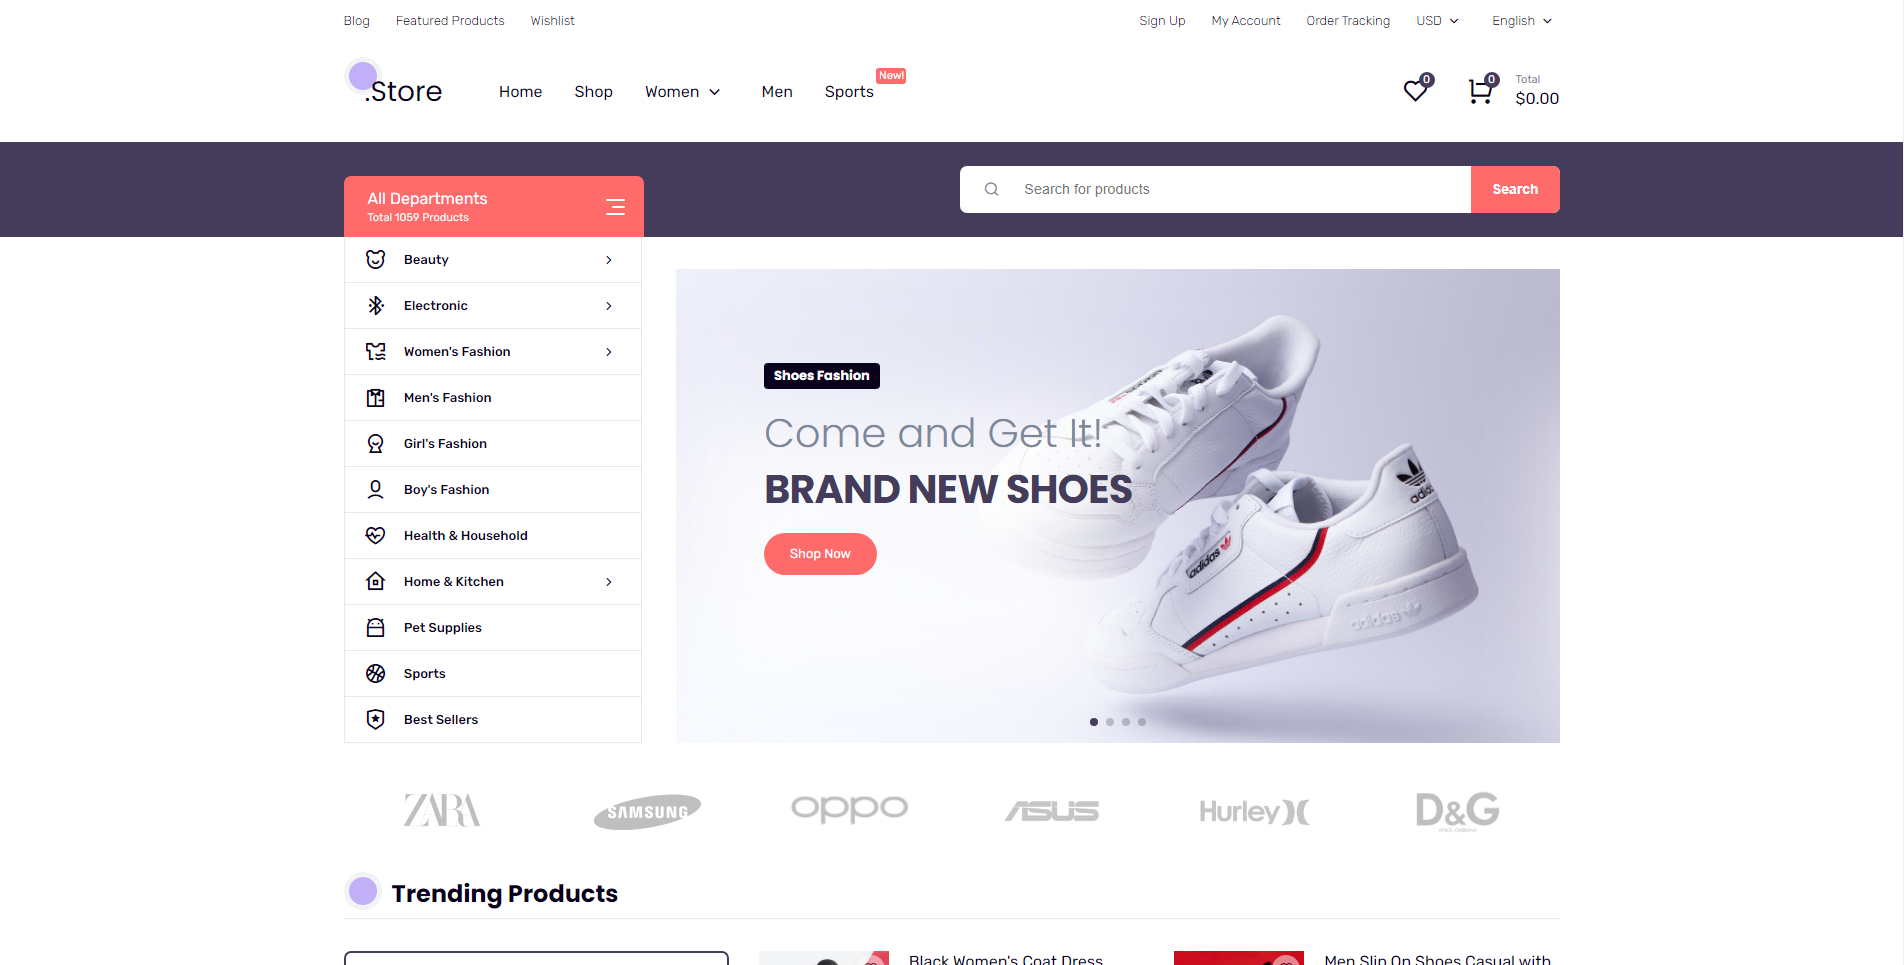 Blog Featured Products Wishlist
Sign Up My Account Order Tracking USD English
.Store
Home Shop Women Men Sports
New!
0
0
Total
$0.00
All Departments
Total 1059 Products
Search for products
Search
Beauty
Electronic
Women's Fashion
Men's Fashion
Girl's Fashion
Boy's Fashion
Health & Household
Home & Kitchen
Pet Supplies
Sports
Best Sellers
Shoes Fashion
Come and Get It!
BRAND NEW SHOES
Shop Now
adidas
adidas
adidas
ZARA SAMSUNG oppo ASUS Hurley D&G
Trending Products
Black Women's Coat Dress
Men Slip On Shoes Casual with